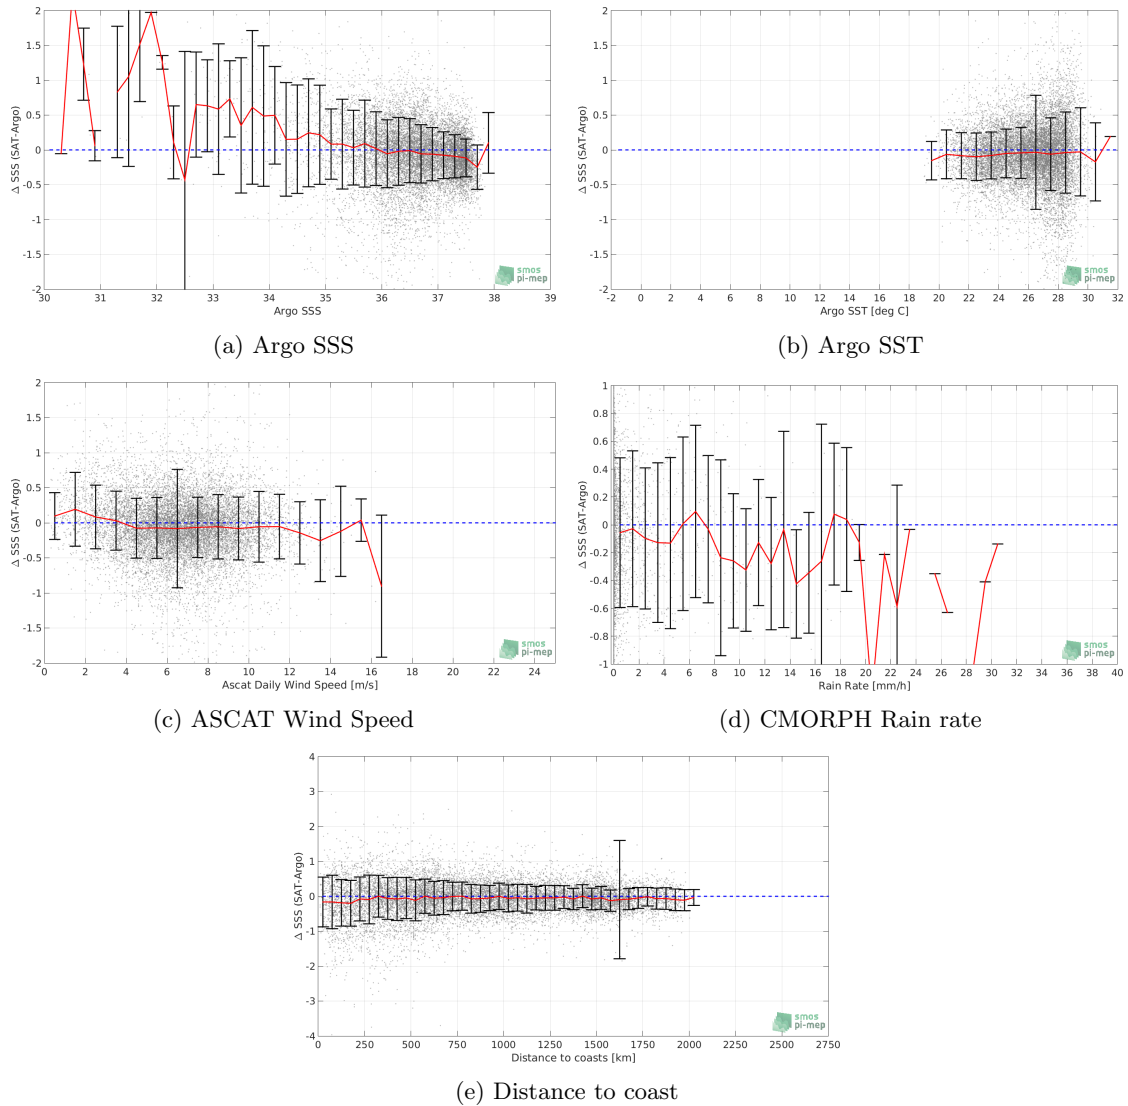 2
1.5
1
0.5
0
-0.5
-1
-1.5
-2
Δ SSS (SAT-Argo)
30 31 32 33 34 35 36 37 38 39
Argo SSS
smos
pi-mep
(a) Argo SSS
2
1.5
1
0.5
0
-0.5
-1
-1.5
-2
Δ SSS (SAT-Argo)
-2 0 2 4 6 8 10 12 14 16 18 20 22 24 26 28 30 32
Argo SST [deg C]
smos
pi-mep
(b) Argo SST
2
1.5
1
0.5
0
-0.5
-1
-1.5
-2
Δ SSS (SAT-Argo)
0 2 4 6 8 10 12 14 16 18 20 22 24
Ascat Daily Wind Speed [m/s]
smos
pi-mep
(c) ASCAT Wind Speed
1
0.8
0.6
0.4
0.2
0
-0.2
-0.4
-0.6
-0.8
-1
Δ SSS (SAT-Argo)
0 2 4 6 8 10 12 14 16 18 20 22 24 26 28 30 32 34 36 38 40
Rain Rate [mm/h]
smos
pi-mep
(d) CMORPH Rain rate
4
3
2
1
0
-1
-2
-3
-4
Δ SSS (SAT-Argo)
0 250 500 750 1000 1250 1500 1750 2000 2250 2500 2750
Distance to coasts [km]
smos
pi-mep
(e) Distance to coast